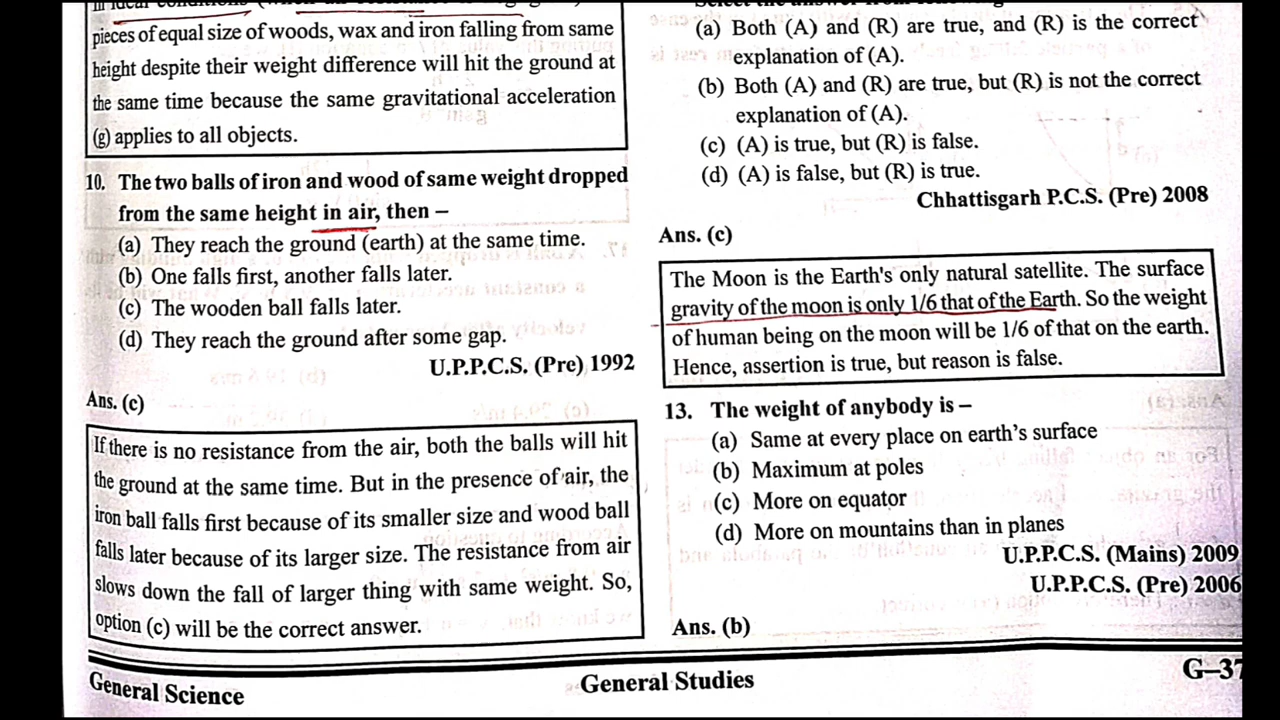 pieces of equal size of woods, wax and iron falling from same
height despite their weight difference will hit the ground at
the same time because the same gravitational acceleration
(g) applies to all objects.
10. The two balls of iron and wood of same weight dropped
from the same height in air, then –
(a) They reach the ground (earth) at the same time.
(b) One falls first, another falls later.
(c) The wooden ball falls later.
(d) They reach the ground after some gap.
U.P.P.C.S. (Pre) 1992
Ans. (c)
If there is no resistance from the air, both the balls will hit
the ground at the same time. But in the presence of air, the
iron ball falls first because of its smaller size and wood ball
falls later because of its larger size. The resistance from air
slows down the fall of larger thing with same weight. So,
option (c) will be the correct answer.
(a) Both (A) and (R) are true, and (R) is the correct
explanation of (A).
(b) Both (A) and (R) are true, but (R) is not the correct
explanation of (A).
(c) (A) is true, but (R) is false.
(d) (A) is false, but (R) is true.
Chhattisgarh P.C.S. (Pre) 2008
Ans. (c)
The Moon is the Earth's only natural satellite. The surface
gravity of the moon is only 1/6 that of the Earth. So the weight
of human being on the moon will be 1/6 of that on the earth.
Hence, assertion is true, but reason is false.
13. The weight of anybody is –
(a) Same at every place on earth's surface
(b) Maximum at poles
(c) More on equator
(d) More on mountains than in planes
U.P.P.C.S. (Mains) 2009
U.P.P.C.S. (Pre) 2006
Ans. (b)
General Science
General Studies
G–37